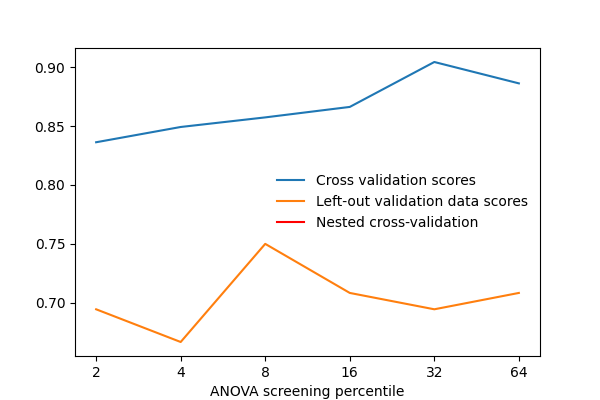 0.90
0.85
0.80
0.75
0.70
Cross validation scores
Left-out validation data scores
Nested cross-validation
2 4 8 16 32 64
ANOVA screening percentile